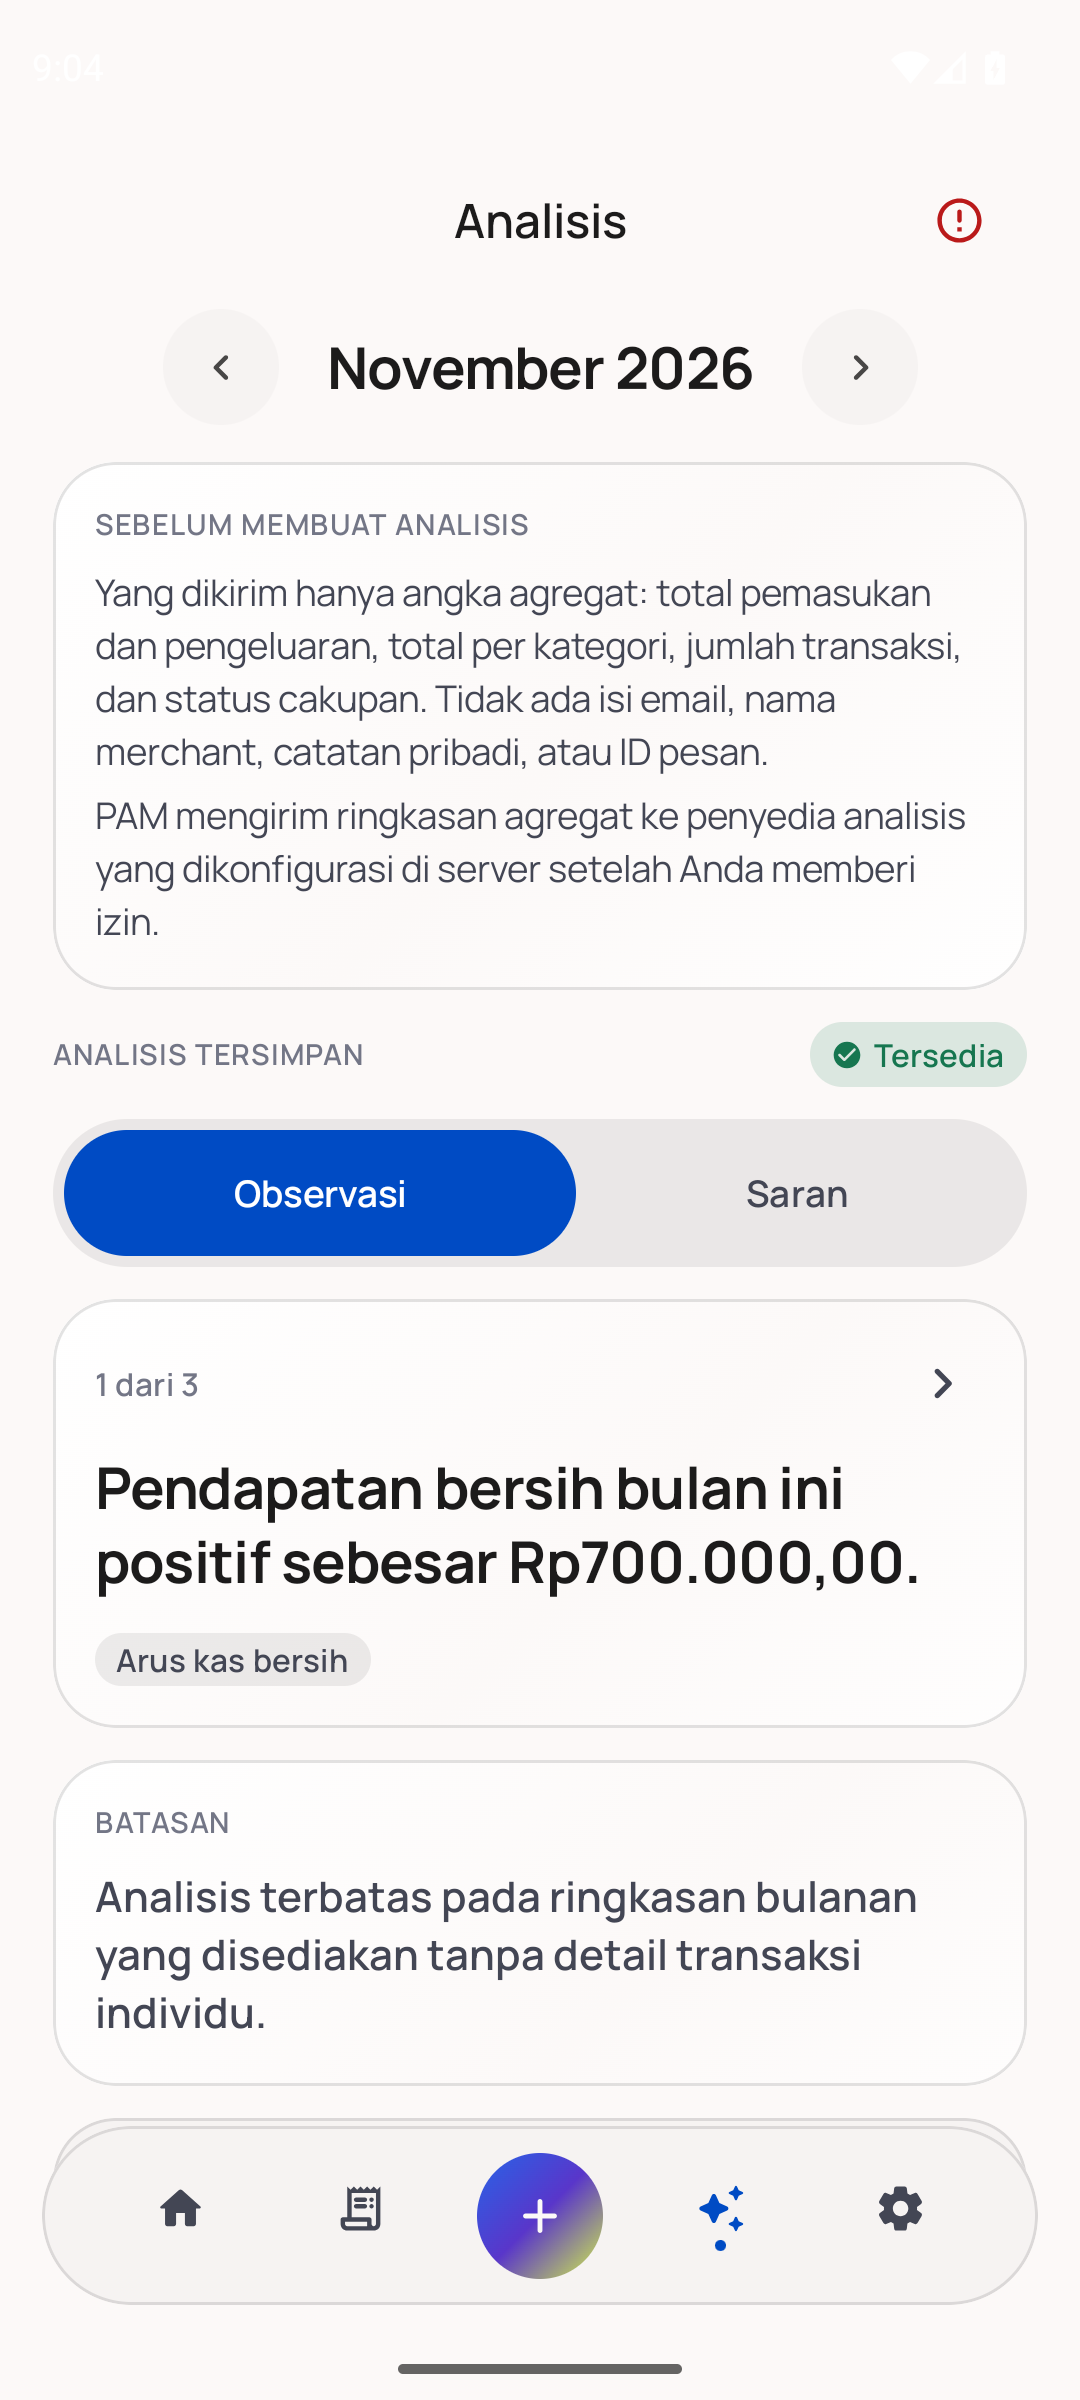 9:04
Analisis
November 2026
SEBELUM MEMBUAT ANALISIS
Yang dikirim hanya angka agregat: total pemasukan
dan pengeluaran, total per kategori, jumlah transaksi,
dan status cakupan. Tidak ada isi email, nama
merchant, catatan pribadi, atau ID pesan.
PAM mengirim ringkasan agregat ke penyedia analisis
yang dikonfigurasi di server setelah Anda memberi
izin.
ANALISIS TERSIMPAN
Tersedia
Observasi
Saran
1 dari 3
Pendapatan bersih bulan ini
positif sebesar Rp700.000,00.
Arus kas bersih
BATASAN
Analisis terbatas pada ringkasan bulanan
yang disediakan tanpa detail transaksi
individu.